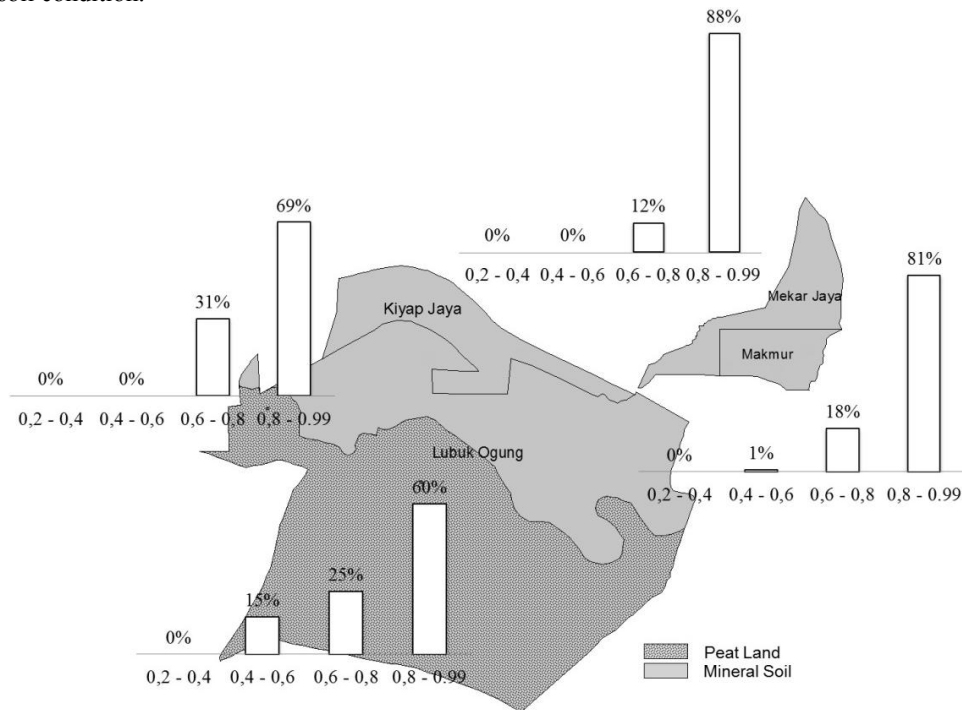 88%
12%
0% 0%
0,2 - 0,4 0,4 - 0,6 0,6 - 0,8 0,8 - 0.99
69%
31%
0% 0%
0,2 - 0,4 0,4 - 0,6 0,6 - 0,8 0,8 - 0.99
Kiyap Jaya
Mekar Jaya
Makmur
81%
18%
0% 1%
0,2 - 0,4 0,4 - 0,6 0,6 - 0,8 0,8 - 0.99
Lubuk Ogung
60%
25%
15%
0%
0,2 - 0,4 0,4 - 0,6 0,6 - 0,8 0,8 - 0.99
Peat Land
Mineral Soil